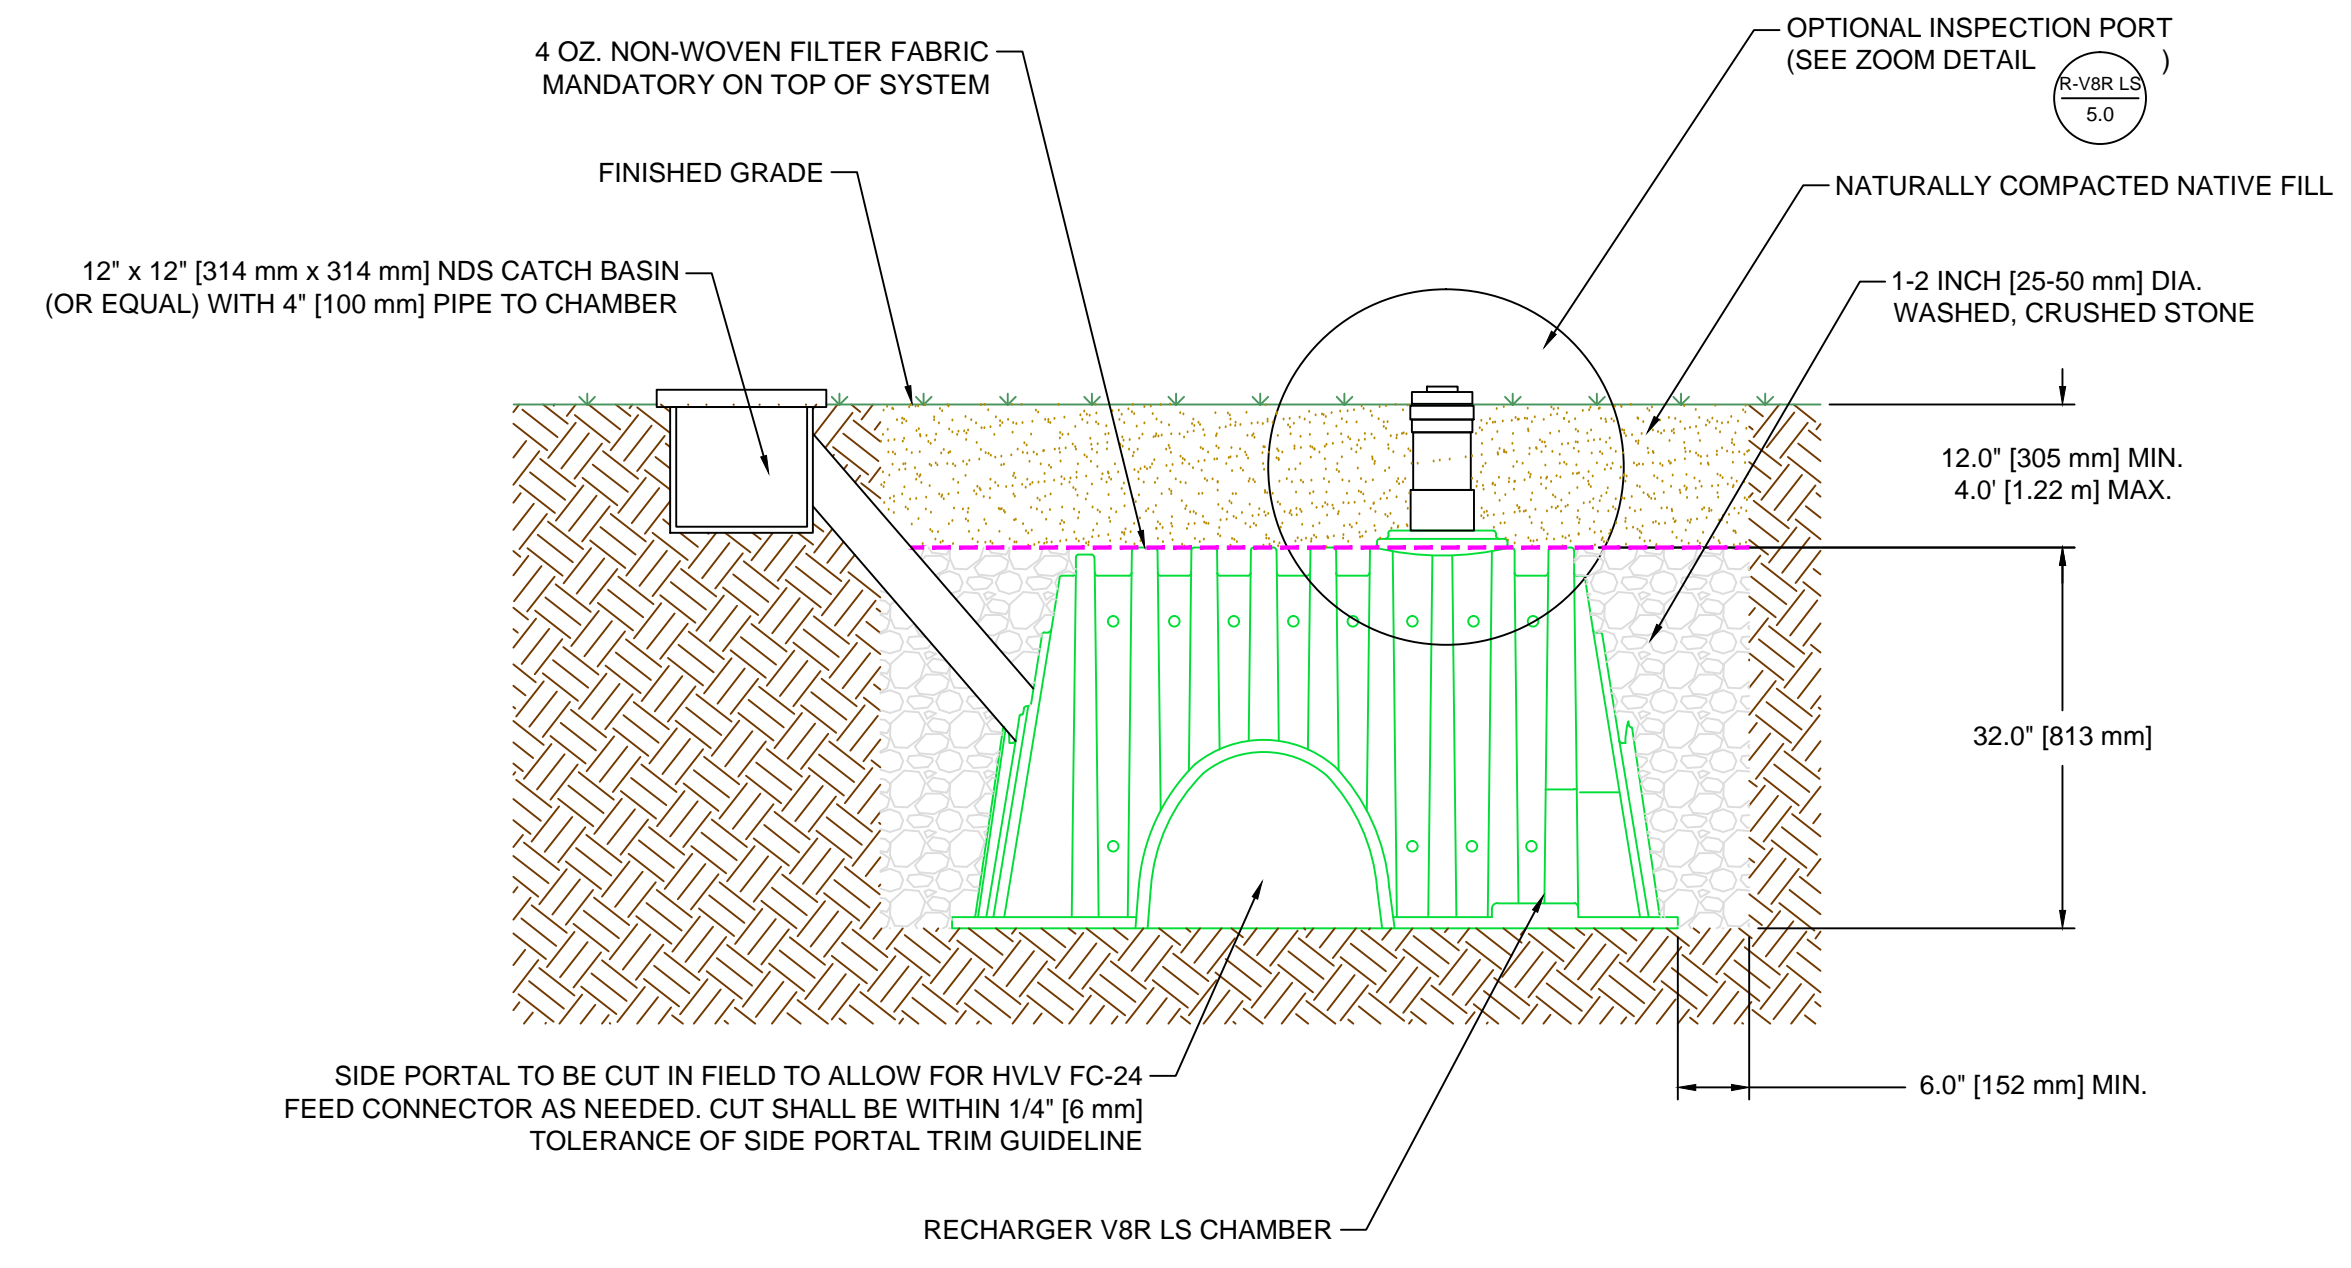 OPTIONAL INSPECTION PORT
(SEE ZOOM DETAIL )
R-V8R LS
5.0
4 OZ. NON-WOVEN FILTER FABRIC
MANDATORY ON TOP OF SYSTEM
FINISHED GRADE
NATURALLY COMPACTED NATIVE FILL
12" x 12" [314 mm x 314 mm] NDS CATCH BASIN
(OR EQUAL) WITH 4" [100 mm] PIPE TO CHAMBER
1-2 INCH [25-50 mm] DIA.
WASHED, CRUSHED STONE
12.0" [305 mm] MIN.
4.0' [1.22 m] MAX.
32.0" [813 mm]
SIDE PORTAL TO BE CUT IN FIELD TO ALLOW FOR HVLV FC-24
FEED CONNECTOR AS NEEDED. CUT SHALL BE WITHIN 1/4" [6 mm]
TOLERANCE OF SIDE PORTAL TRIM GUIDELINE
6.0" [152 mm] MIN.
RECHARGER V8R LS CHAMBER